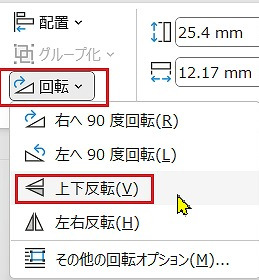 配置
グループ化
回転
25.4 mm
12.17 mm
右へ 90 度回転(R)
左へ 90 度回転(L)
上下反転(V)
左右反転(H)
その他の回転オプション(M)...